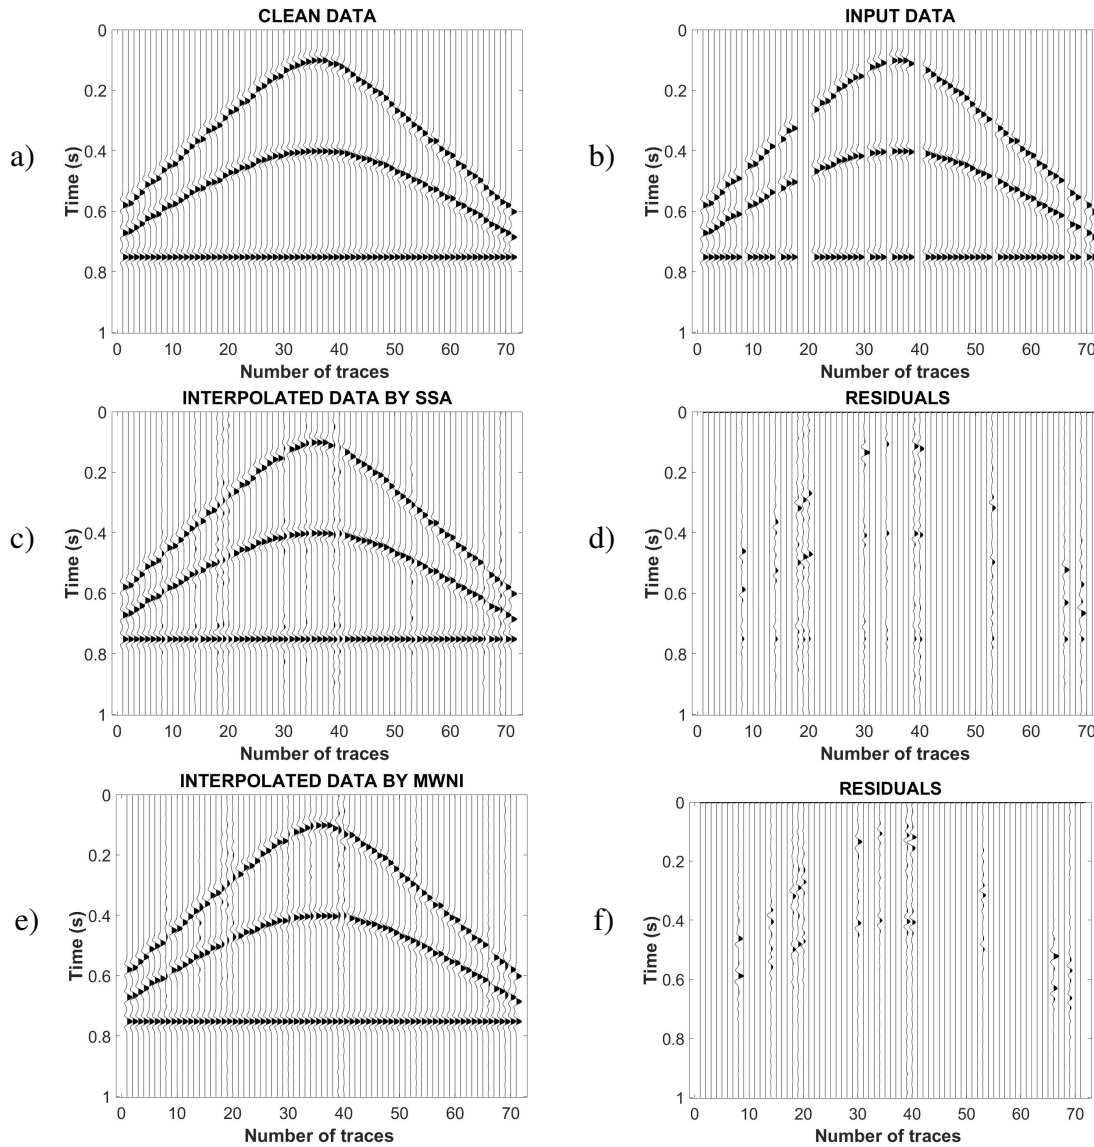 CLEAN DATA
a)
Time (s)
0
0.2
0.4
0.6
0.8
1
0 10 20 30 40 50 60 70
Number of traces
INPUT DATA
b)
Time (s)
0
0.2
0.4
0.6
0.8
1
0 10 20 30 40 50 60 70
Number of traces
INTERPOLATED DATA BY SSA
c)
Time (s)
0
0.2
0.4
0.6
0.8
1
0 10 20 30 40 50 60 70
Number of traces
RESIDUALS
d)
Time (s)
0
0.2
0.4
0.6
0.8
1
0 10 20 30 40 50 60 70
Number of traces
INTERPOLATED DATA BY MWNI
e)
Time (s)
0
0.2
0.4
0.6
0.8
1
0 10 20 30 40 50 60 70
Number of traces
RESIDUALS
f)
Time (s)
0
0.2
0.4
0.6
0.8
1
0 10 20 30 40 50 60 70
Number of traces